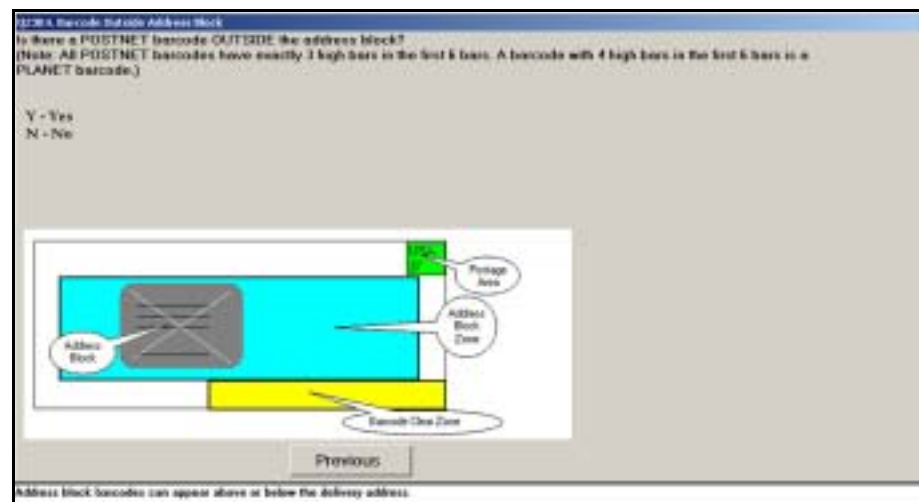 Q23B4. Barcode Outside Address Block
Is there a POSTNET barcode OUTSIDE the address block?
(Note: All POSTNET barcodes have exactly 3 high bars in the first 6 bars. A barcode with 4 high bars in the first 6 bars is a
PLANET barcode.)
Y - Yes
N - No
Postage
Area
Address
Block
Zone
Address
Block
Barcode Clear Zone
Previous
Address block barcodes can appear above or below the delivery address.